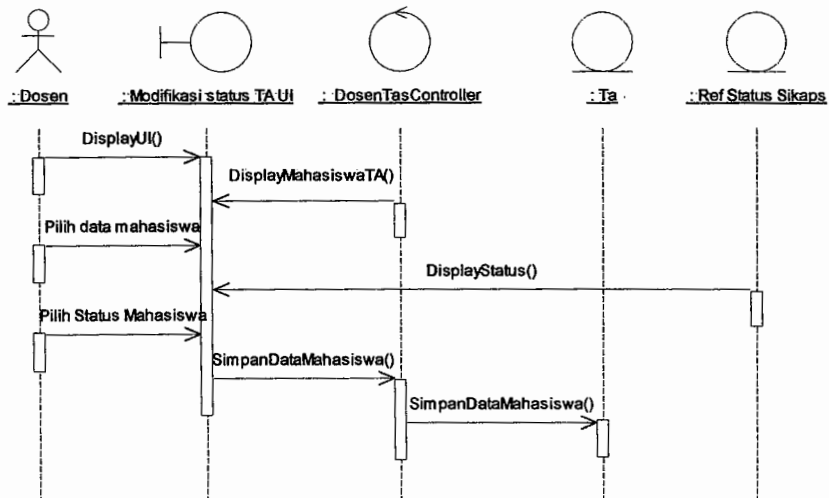 : Dosen
: Modifikasi status TA UI
: DosenTasController
: Ta
: Ref Status Sikaps
DisplayUI()
DisplayMahasiswaTA()
Pilih data mahasiswa
DisplayStatus()
Pilih Status Mahasiswa
SimpanDataMahasiswa()
SimpanDataMahasiswa()